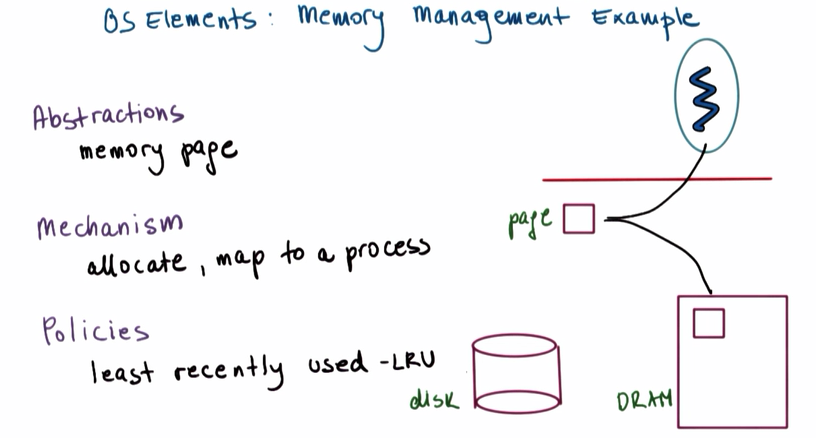 OS Elements: Memory Management Example
Abstractions
memory page
Mechanism
page
allocate, map to a process
Policies
least recently used -LRU
disk
DRAM